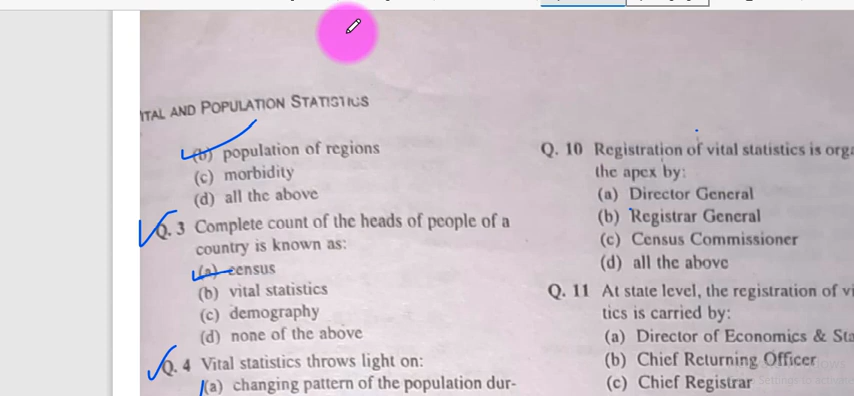 VITAL AND POPULATION STATISTICS
(b) population of regions
(c) morbidity
(d) all the above
Q. 3 Complete count of the heads of people of a
country is known as:
(a) census
(b) vital statistics
(c) demography
(d) none of the above
Q. 4 Vital statistics throws light on:
(a) changing pattern of the population dur-
Q. 10 Registration of vital statistics is orga
the apex by:
(a) Director General
(b) Registrar General
(c) Census Commissioner
(d) all the above
Q. 11 At state level, the registration of vi
tics is carried by:
(a) Director of Economics & Sta
(b) Chief Returning Officer
(c) Chief Registrar